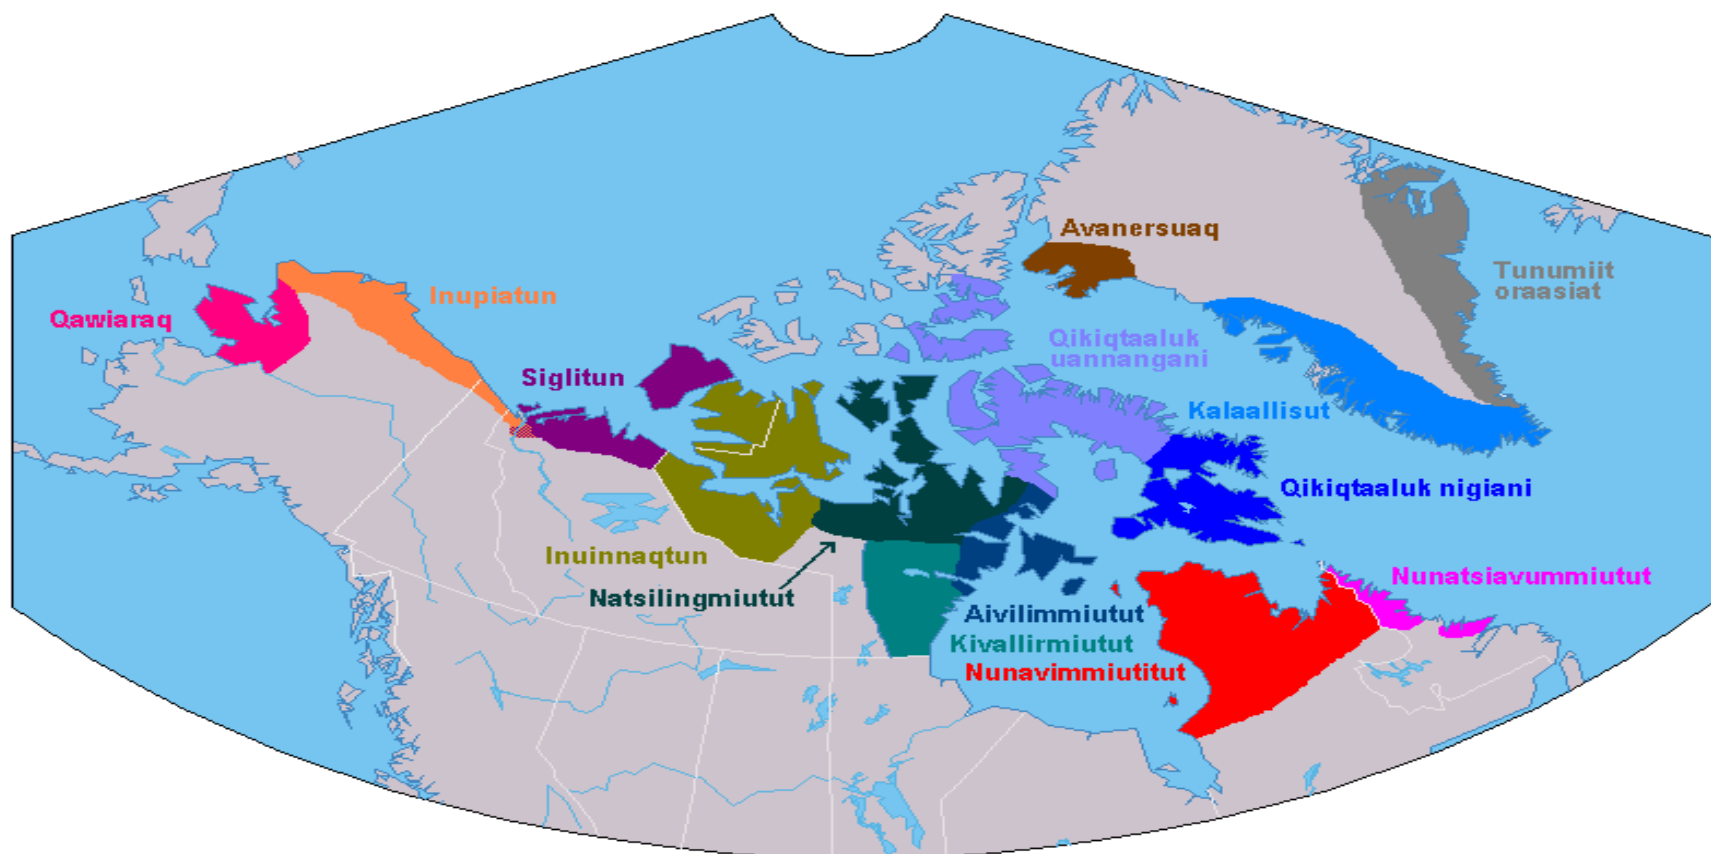 Avanersuaq
Tunumiit
oraasiat
Inupiatun
Qawiaraq
Qikiqtaaluk
uannangani
Siglitun
Kalaallisut
Qikiqtaaluk nigiani
Inuinnaqtun
Nunatsiavummiutut
Natsilingmiutut
Aivilimmiutut
Kivallirmiutut
Nunavimmiutitut